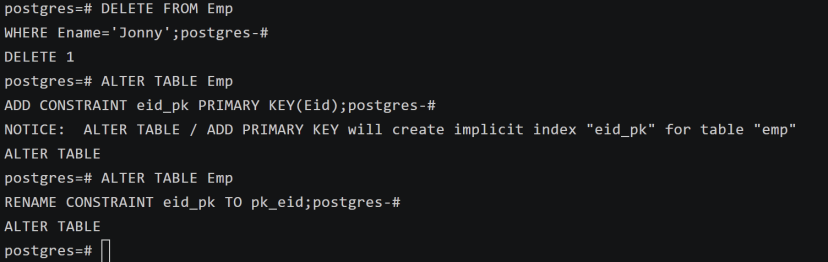 postgres=# DELETE FROM Emp
WHERE Ename='Jonny';postgres-#
DELETE 1
postgres=# ALTER TABLE Emp
ADD CONSTRAINT eid_pk PRIMARY KEY(Eid);postgres-#
NOTICE:  ALTER TABLE / ADD PRIMARY KEY will create implicit index "eid_pk" for table "emp"
ALTER TABLE
postgres=# ALTER TABLE Emp
RENAME CONSTRAINT eid_pk TO pk_eid;postgres-#
ALTER TABLE
postgres=#